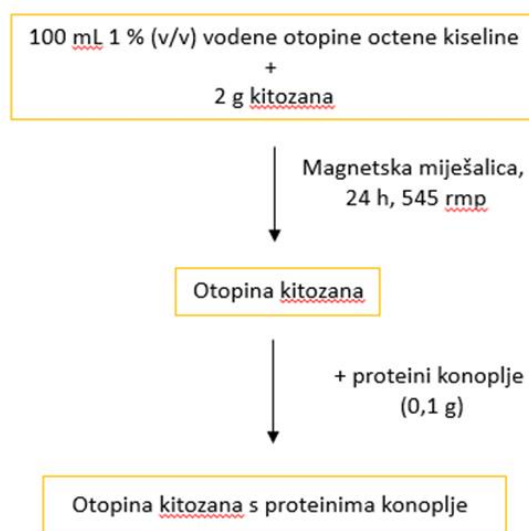 100 mL 1 % (v/v) vodene otopine octene kiseline
+
2 g kitozana
Magnetska miješalica,
24 h, 545 rmp
Otopina kitozana
+ proteini konoplje
(0,1 g)
Otopina kitozana s proteinima konoplje